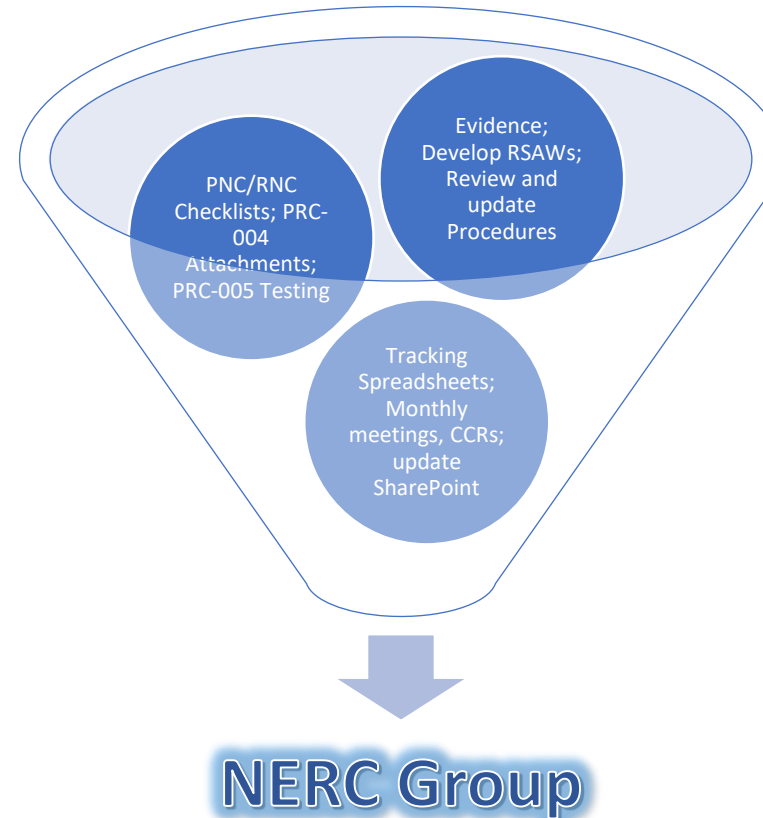 PNC/RNC
Checklists; PRC-
004
Attachments;
PRC-005 Testing
Evidence;
Develop RSAWs;
Review and
update
Procedures
Tracking
Spreadsheets;
Monthly
meetings, CCRs;
update
SharePoint
NERC Group